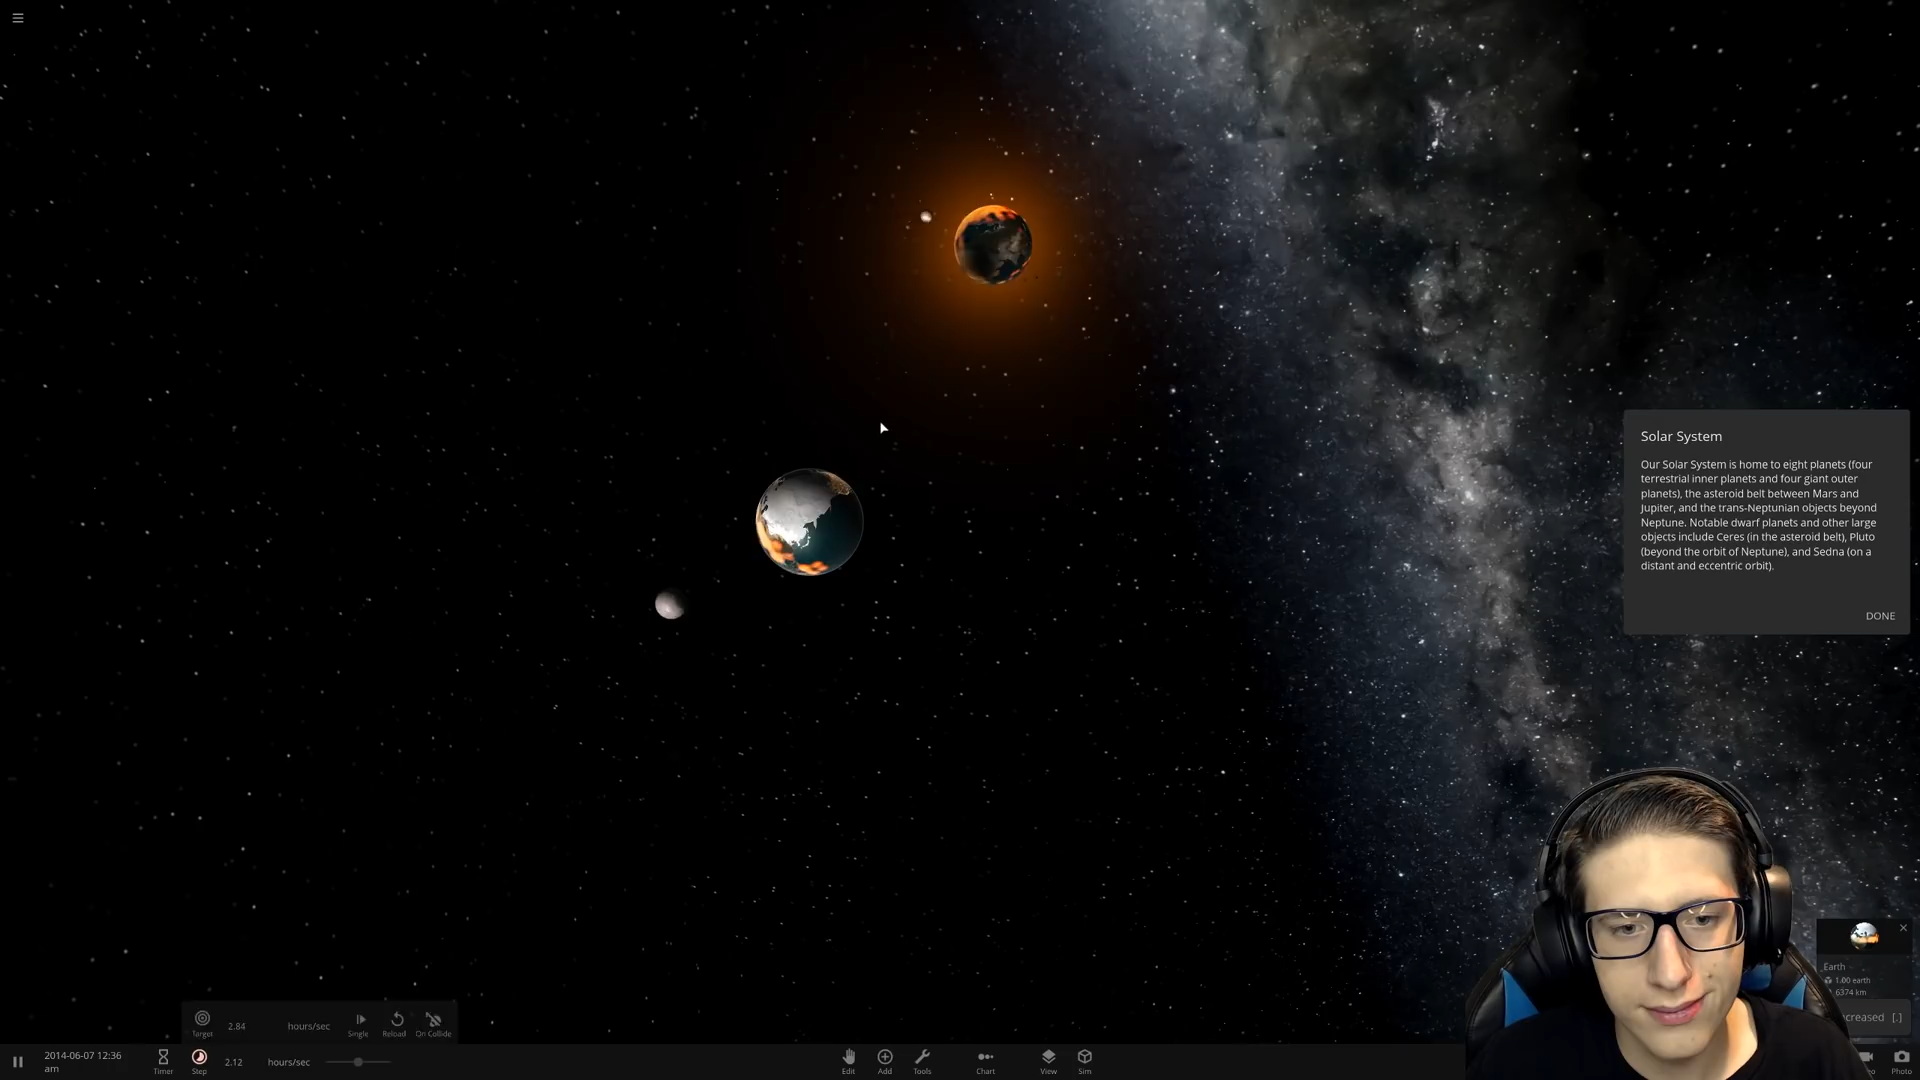 Solar System
Our Solar System is home to eight planets (four
terrestrial inner planets and four giant outer
planets), the asteroid belt between Mars and
Jupiter, and the trans-Neptunian objects beyond
Neptune. Notable dwarf planets and other large
objects include Ceres (in the asteroid belt), Pluto
(beyond the orbit of Neptune), and Sedna (on a
distant and eccentric orbit).
DONE
Earth
1.00 earth
6374 km
[.]
Target
2.84
hours/sec
Single
Reload
On Collide
2014-06-07 12:36
am
Timer
Step
2.12
hours/sec
Edit
Add
Tools
Chart
View
Sim
Photo